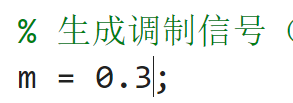 % 生成调制信号（
m = 0.3;